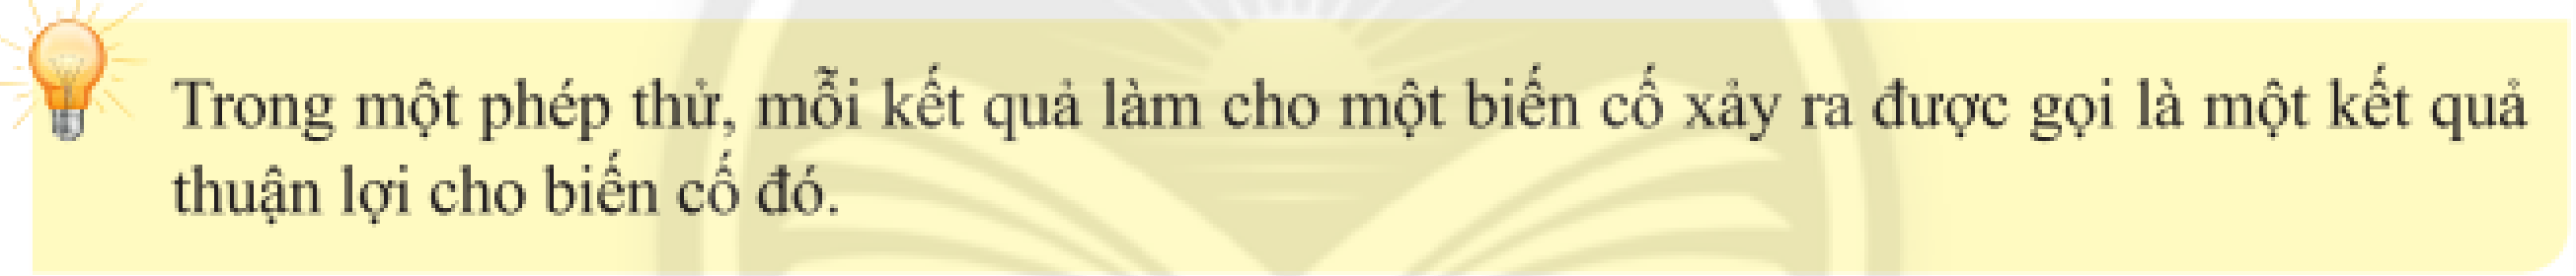 Trong một phép thử, mỗi kết quả làm cho một biến cố xảy ra được gọi là một kết quả
thuận lợi cho biến cố đó.